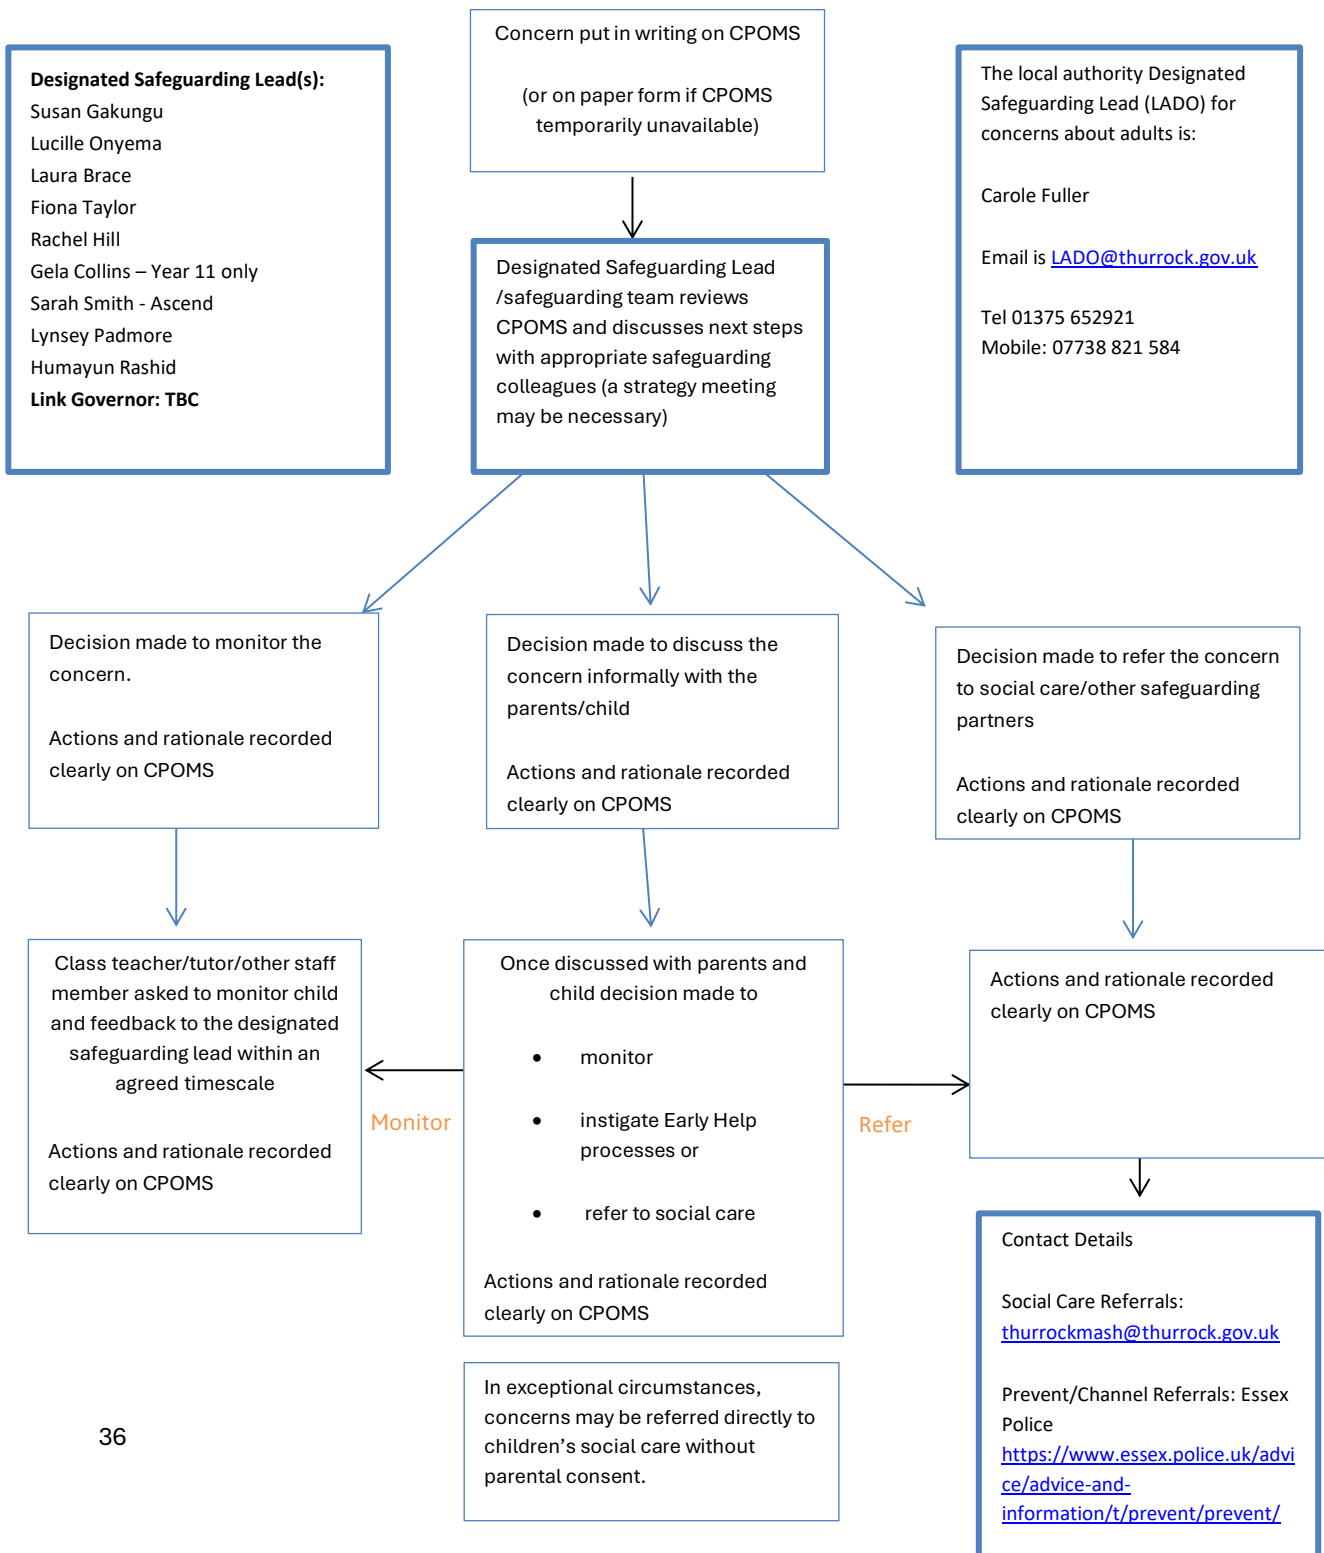 Concern put in writing on CPOMS
(or on paper form if CPOMS
temporarily unavailable)
Designated Safeguarding Lead(s):
Susan Gakungu
Lucille Onyema
Laura Brace
Fiona Taylor
Rachel Hill
Gela Collins – Year 11 only
Sarah Smith - Ascend
Lynsey Padmore
Humayun Rashid
Link Governor: TBC
The local authority Designated
Safeguarding Lead (LADO) for
concerns about adults is:
Carole Fuller
Email is LADO@thurrock.gov.uk
Tel 01375 652921
Mobile: 07738 821 584
Designated Safeguarding Lead
/safeguarding team reviews
CPOMS and discusses next steps
with appropriate safeguarding
colleagues (a strategy meeting
may be necessary)
Decision made to monitor the
concern.
Actions and rationale recorded
clearly on CPOMS
Decision made to discuss the
concern informally with the
parents/child
Actions and rationale recorded
clearly on CPOMS
Decision made to refer the concern
to social care/other safeguarding
partners
Actions and rationale recorded
clearly on CPOMS
Class teacher/tutor/other staff
member asked to monitor child
and feedback to the designated
safeguarding lead within an
agreed timescale
Actions and rationale recorded
clearly on CPOMS
Monitor
Once discussed with parents and
child decision made to
• monitor
• instigate Early Help
processes or
• refer to social care
Actions and rationale recorded
clearly on CPOMS
Refer
Actions and rationale recorded
clearly on CPOMS
In exceptional circumstances,
concerns may be referred directly to
children’s social care without
parental consent.
Contact Details
Social Care Referrals:
thurrockmash@thurrock.gov.uk
Prevent/Channel Referrals: Essex
Police
https://www.essex.police.uk/advi
ce/advice-and-
information/t/prevent/prevent/
36